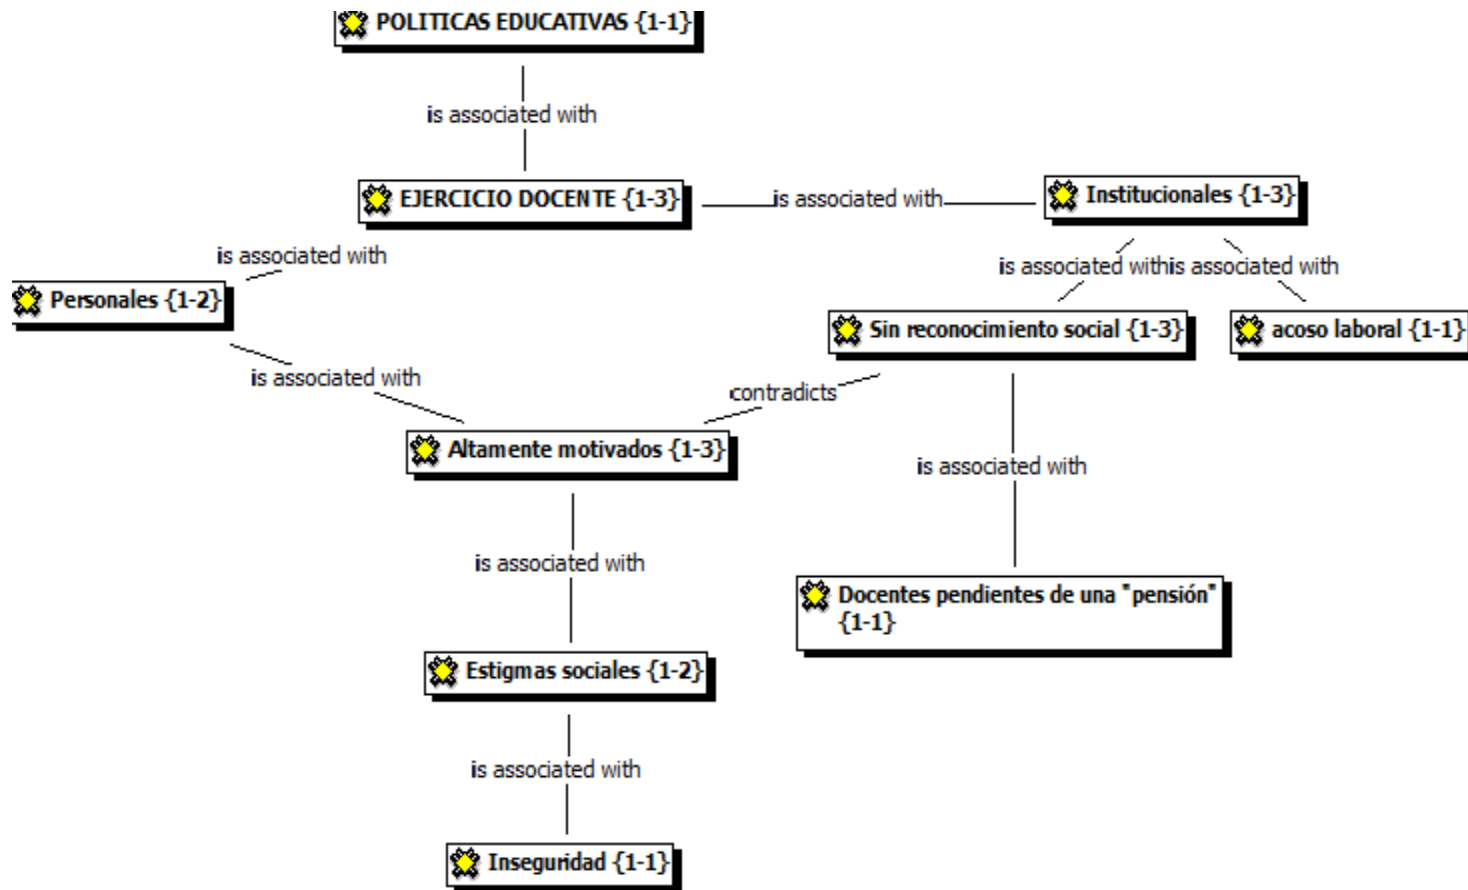 POLITICAS EDUCATIVAS {1-1}
is associated with
EJERCICIO DOCENTE {1-3}
is associated with
Institucionales {1-3}
is associated with
is associated with
is associated with
Personales {1-2}
Sin reconocimiento social {1-3}
acoso laboral {1-1}
is associated with
contradicts
Altamente motivados {1-3}
is associated with
is associated with
Docentes pendientes de una "pensión"
{1-1}
Estigmas sociales {1-2}
is associated with
Inseguridad {1-1}